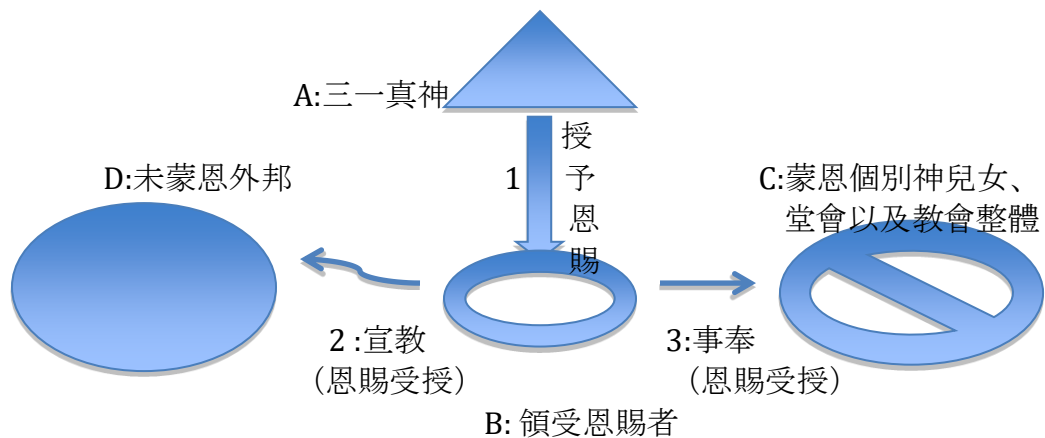 A:三一真神
1
授
予
恩
賜
D:未蒙恩外邦
C:蒙恩個別神兒女、
堂會以及教會整體
2 :宣教
（恩賜受授）
3:事奉
（恩賜受授）
B: 領受恩賜者